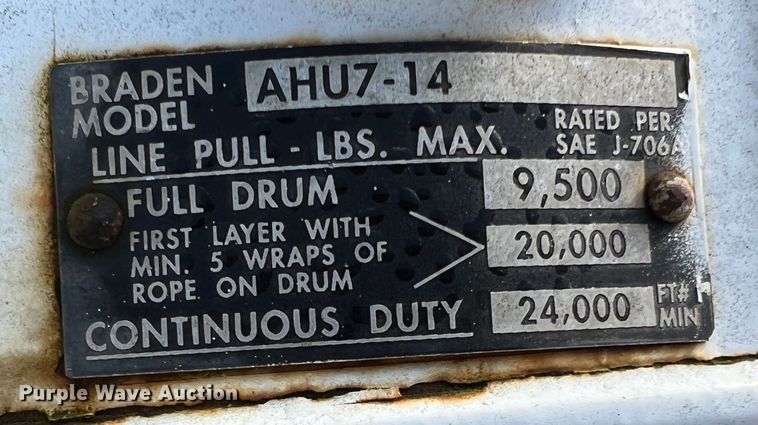 BRADEN MODEL AHU7-14
LINE PULL - LBS. MAX. RATED PER SAE J-706A
FULL DRUM 9,500
FIRST LAYER WITH
MIN. 5 WRAPS OF
ROPE ON DRUM 20,000
CONTINUOUS DUTY 24,000 FT# MIN
Purple Wave Auction